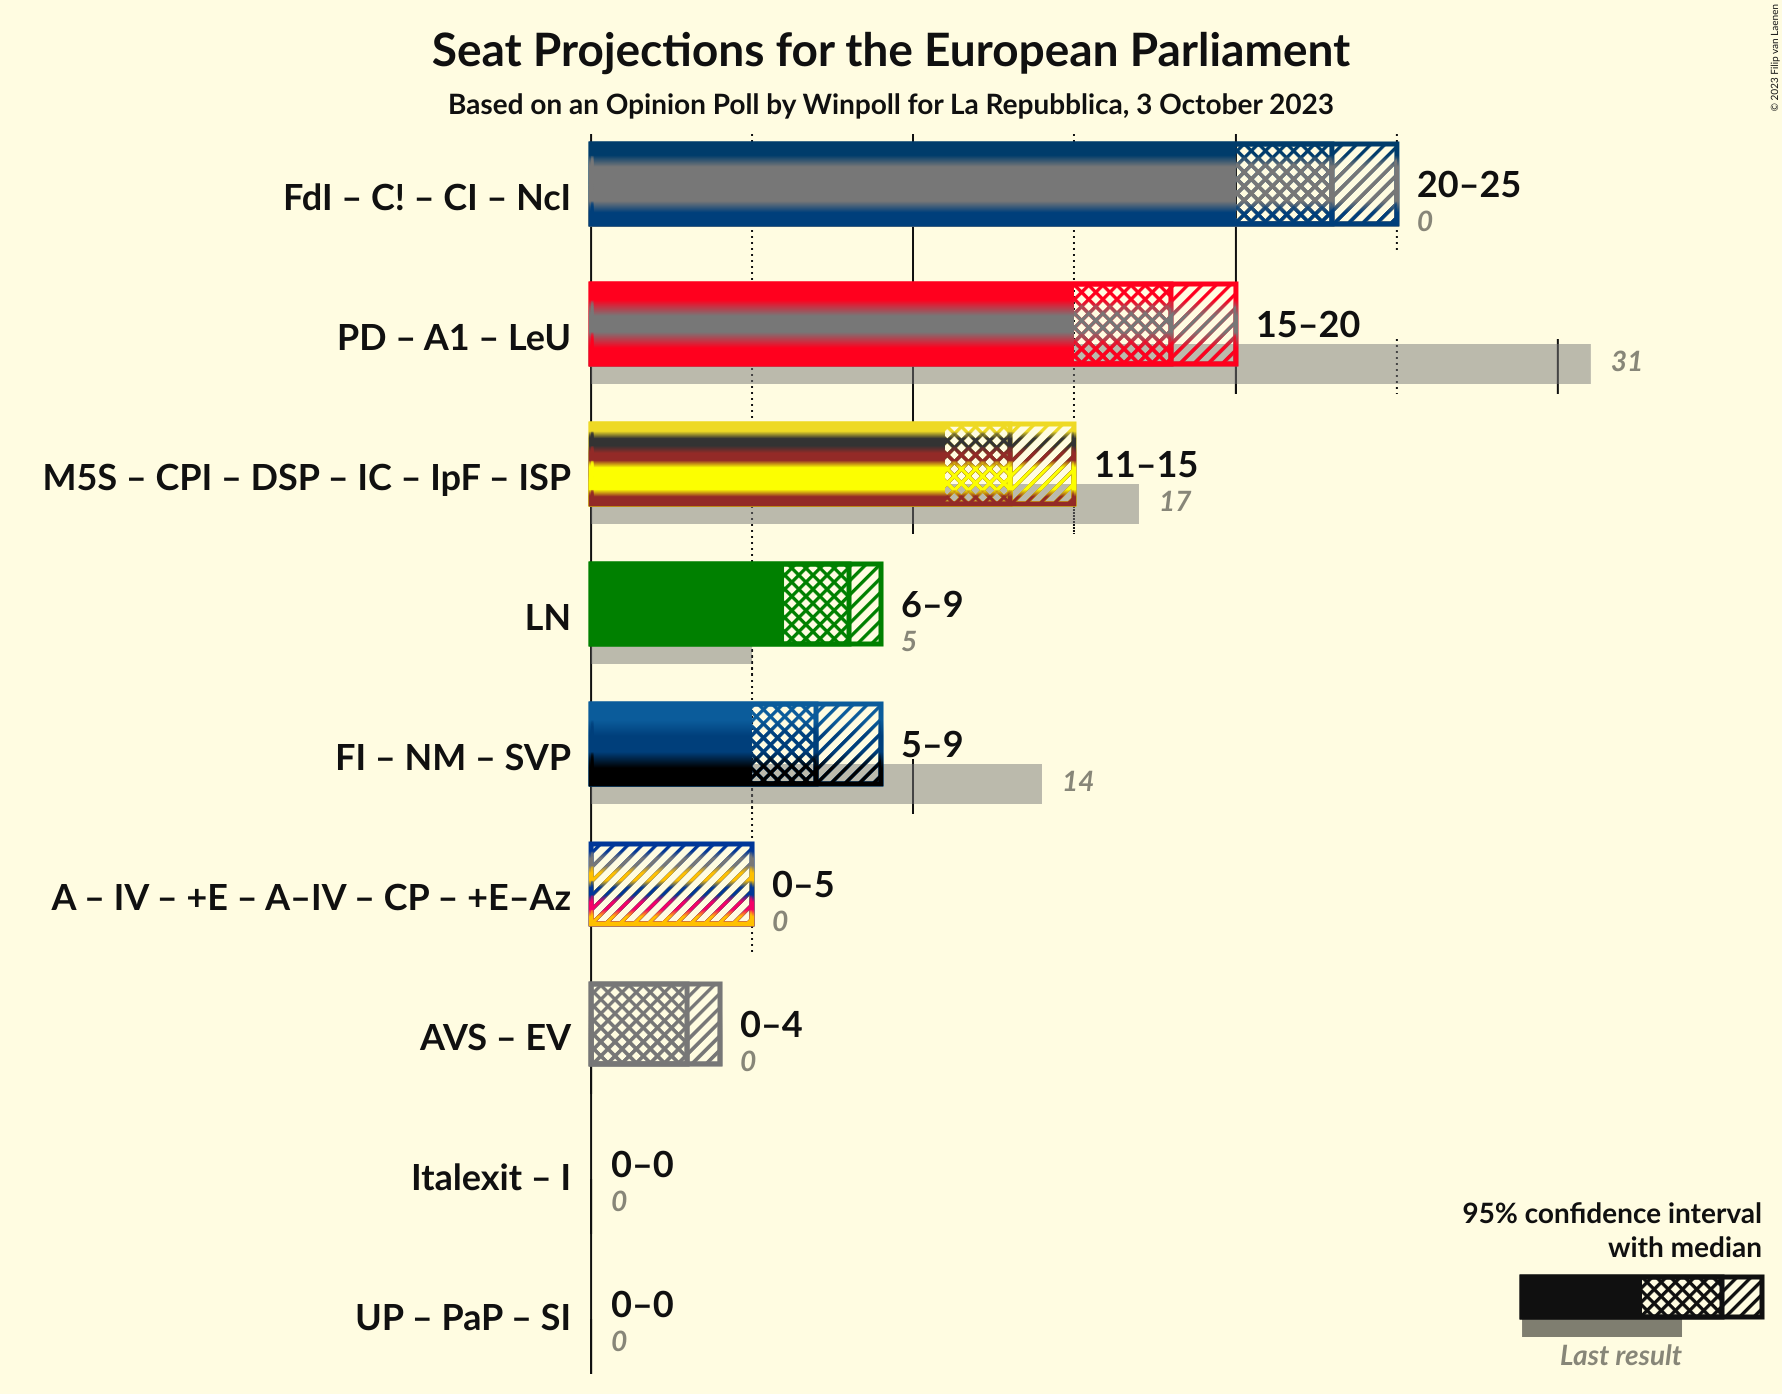 Seat Projections for the European Parliament
Based on an Opinion Poll by Winpoll for La Repubblica, 3 October 2023
© 2023 Filip van Laenen
FdI – C! – CI – NcI
20–25
0
PD – A1 – LeU
15–20
31
M5S – CPI – DSP – IC – IpF – ISP
11–15
17
LN
6–9
5
FI – NM – SVP
5–9
14
A – IV – +E – A–IV – CP – +E–Az
0–5
0
AVS – EV
0–4
0
Italexit – I
0–0
0
UP – PaP – SI
0–0
0
95% confidence interval
with median
Last result